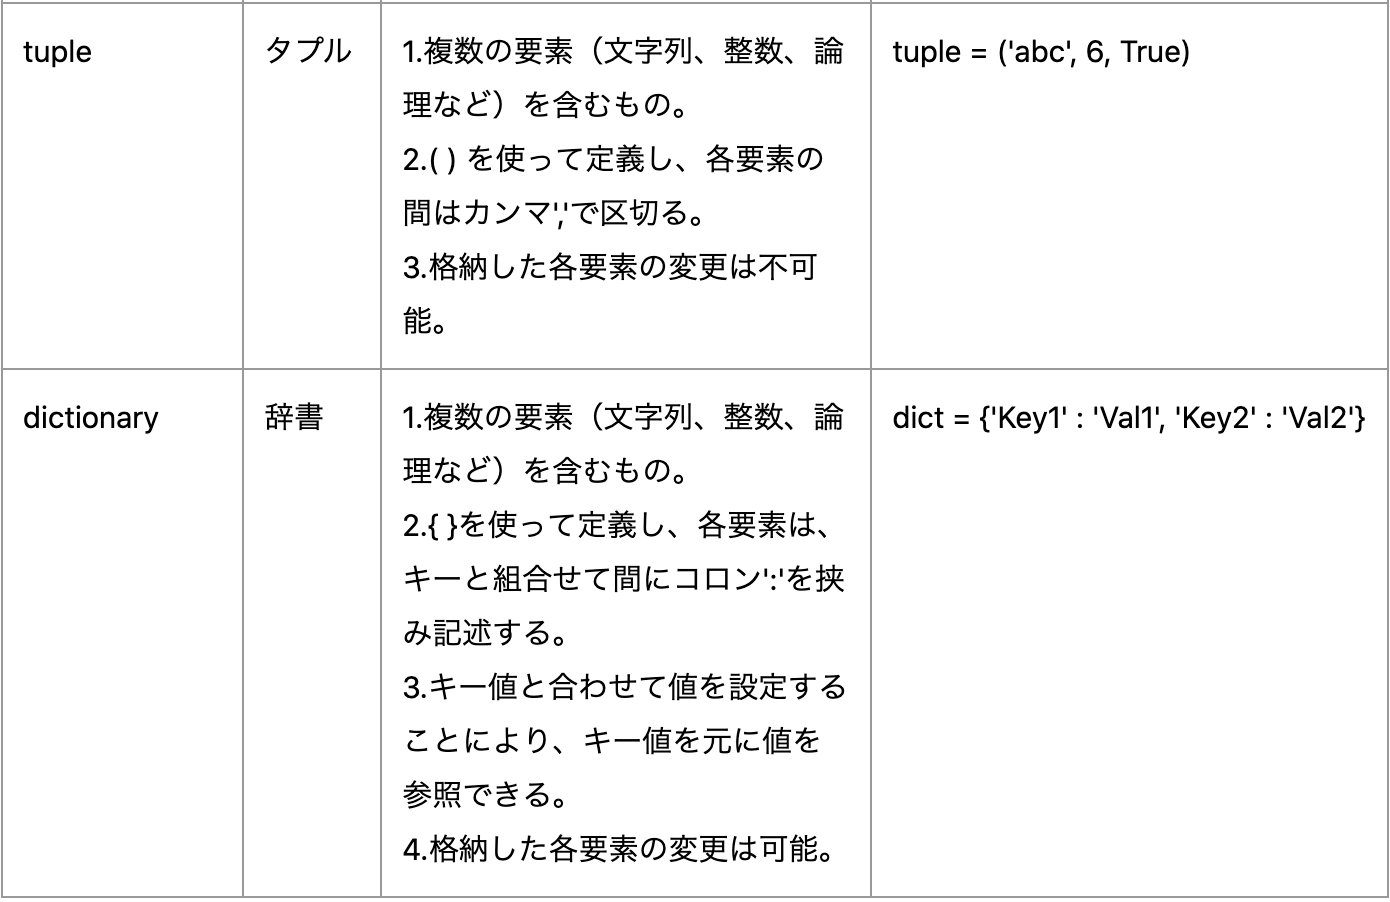 tuple
タプル
1.複数の要素（文字列、整数、論
理など）を含むもの。
2.( ) を使って定義し、各要素の
間はカンマ','で区切る。
3.格納した各要素の変更は不可
能。
tuple = ('abc', 6, True)
dictionary
辞書
1.複数の要素（文字列、整数、論
理など）を含むもの。
2.{ }を使って定義し、各要素は、
キーと組合せて間にコロン':'を挟
み記述する。
3.キー値と合わせて値を設定する
ことにより、キー値を元に値を
参照できる。
4.格納した各要素の変更は可能。
dict = {'Key1' : 'Val1', 'Key2' : 'Val2'}